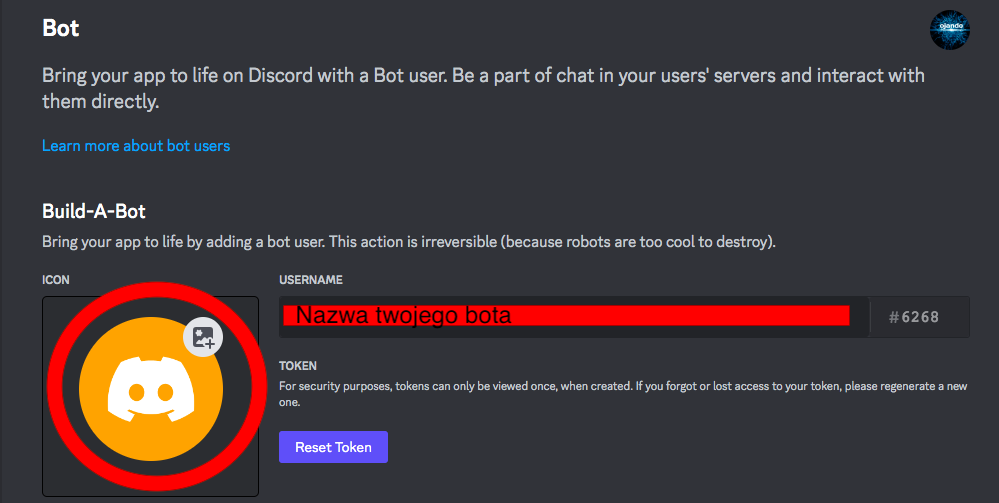 Bot
ojando
Bring your app to life on Discord with a Bot user. Be a part of chat in your users' servers and interact with
them directly.
Learn more about bot users
Build-A-Bot
Bring your app to life by adding a bot user. This action is irreversible (because robots are too cool to destroy).
ICON
USERNAME
Nazwa twojego bota
#6268
TOKEN
For security purposes, tokens can only be viewed once, when created. If you forgot or lost access to your token, please regenerate a new
one.
Reset Token